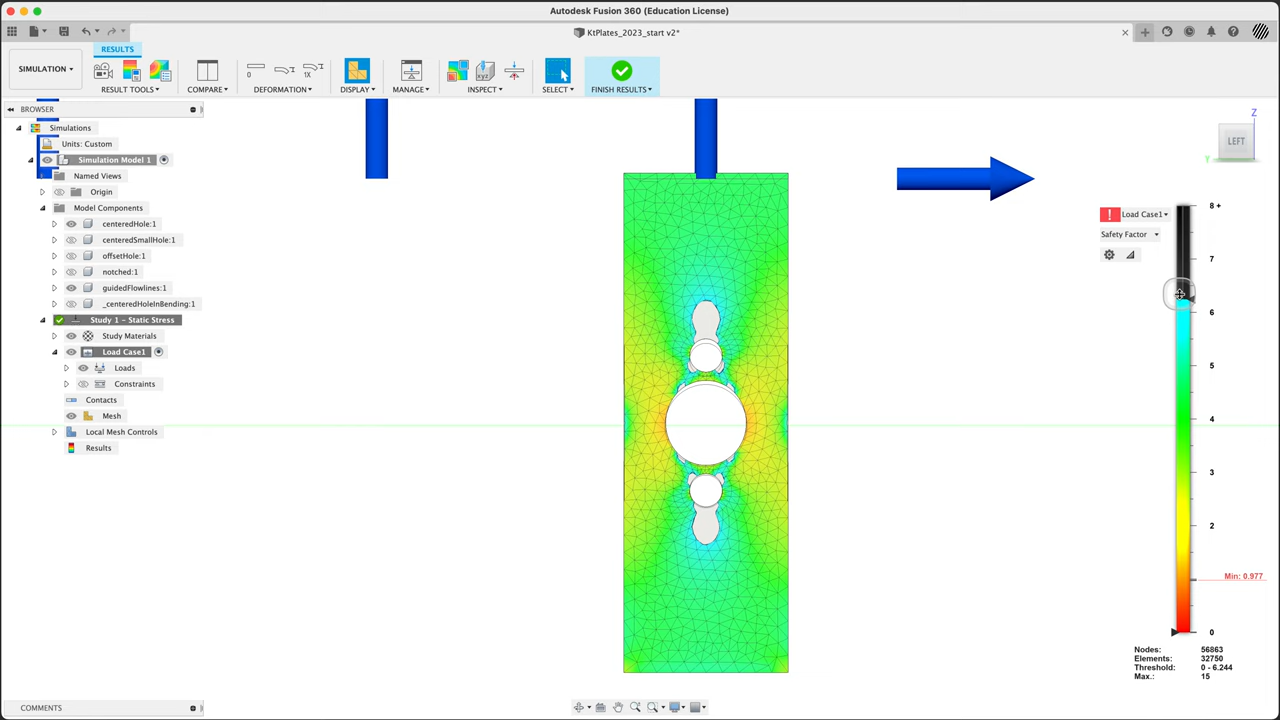 Autodesk Fusion 360 (Education License)
KtPlates_2023_start v2*
RESULTS
SIMULATION
RESULT TOOLS
COMPARE
1X
DEFORMATION
DISPLAY
MANAGE
INSPECT
SELECT
FINISH RESULTS
BROWSER
Simulations
Units: Custom
Simulation Model 1
Named Views
Origin
Model Components
centeredHole:1
centeredSmallHole:1
offsetHole:1
notched:1
guidedFlowlines:1
_centeredHoleInBending:1
Study 1 - Static Stress
Study Materials
Load Case1
Loads
Constraints
Contacts
Mesh
Local Mesh Controls
Results
Z
LEFT
Y
Load Case1
Safety Factor
8 +
7
6
5
4
3
2
Min: 0.977
0
Nodes: 56863
Elements: 32750
Threshold: 0 - 6.244
Max.: 15
COMMENTS